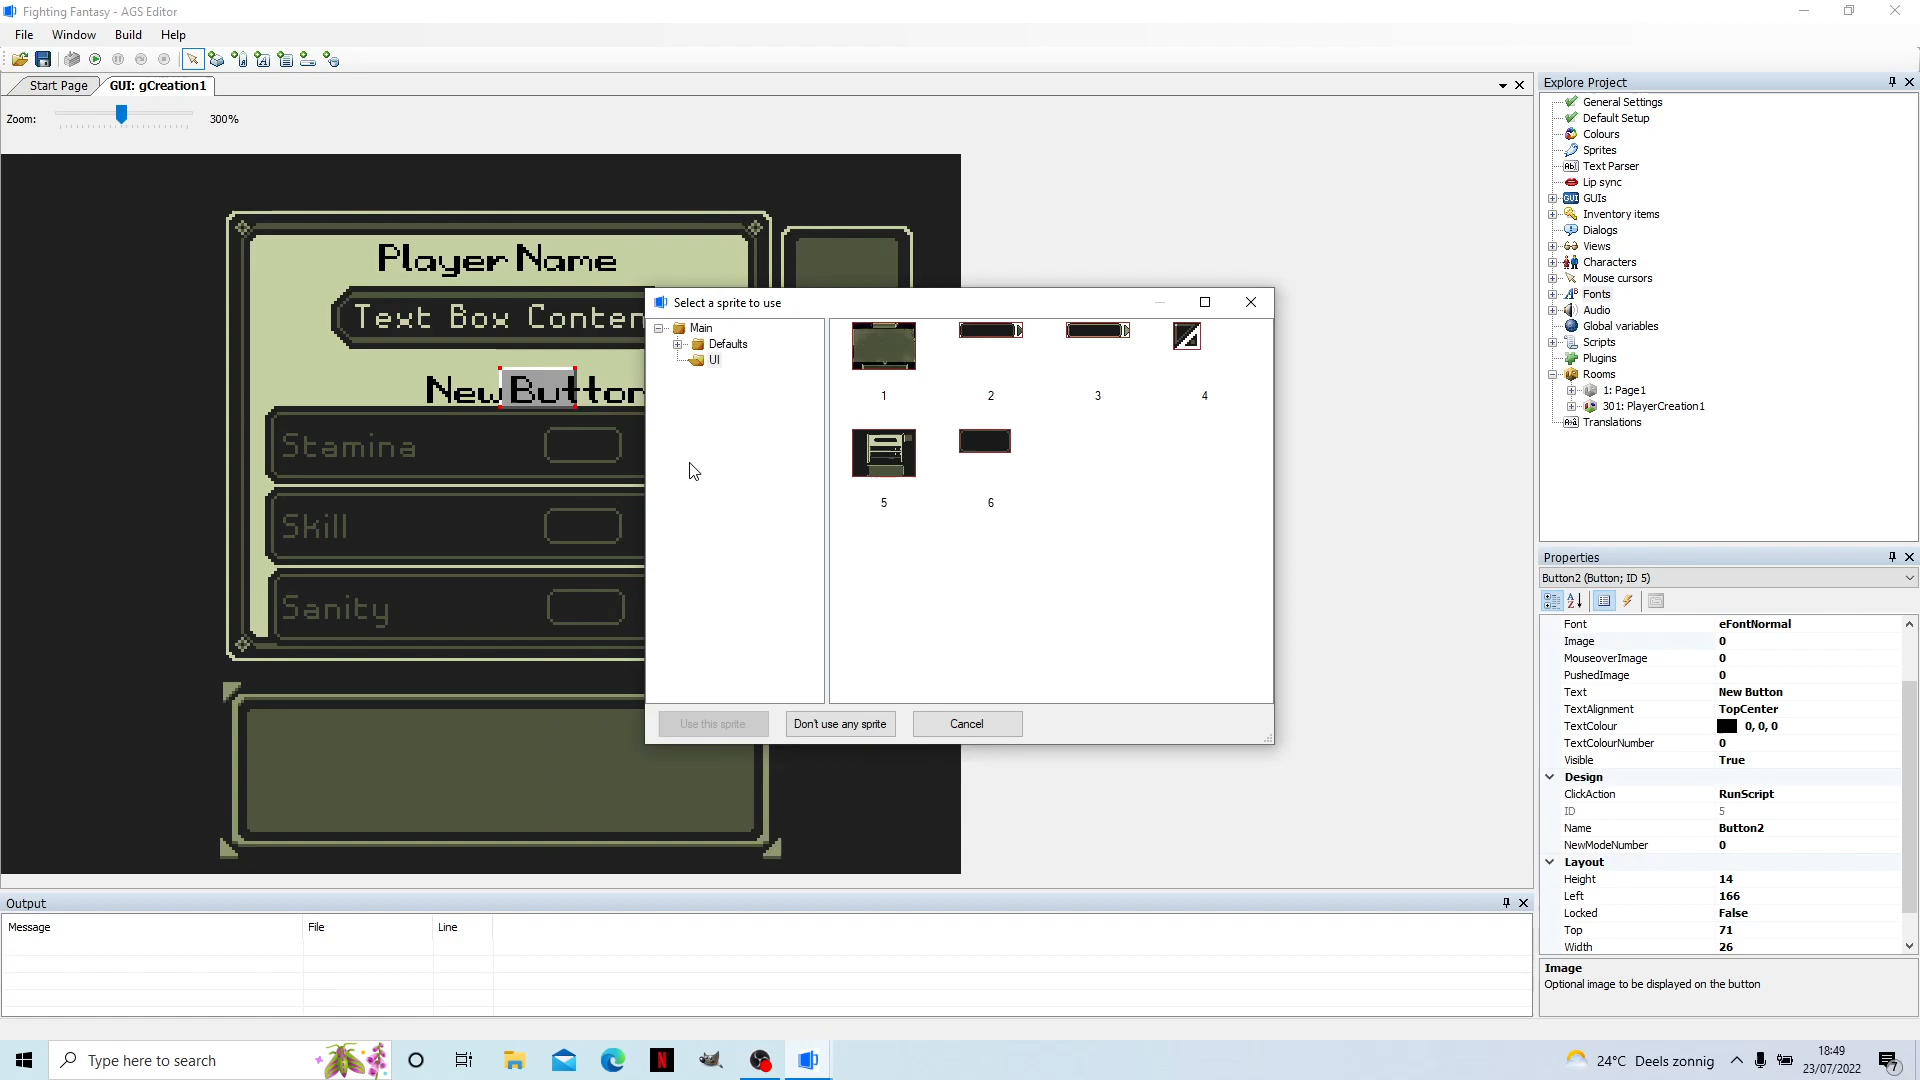 Fighting Fantasy - AGS Editor
File Window Build Help
Start Page GUI: gCreation1
Zoom: 300%
Player Name
Text Box Conten
New Button
Stamina
Skill
Sanity
Select a sprite to use
Main
Defaults
UI
1 2 3 4
5 6
Use this sprite Don't use any sprite Cancel
Explore Project
General Settings
Default Setup
Colours
Sprites
Text Parser
Lip sync
GUIs
Inventory items
Dialogs
Views
Characters
Mouse cursors
Fonts
Audio
Global variables
Scripts
Plugins
Rooms
1: Page1
301: PlayerCreation1
Translations
Properties
Button2 (Button; ID 5)
Font eFontNormal
Image 0
MouseoverImage 0
PushedImage 0
Text New Button
TextAlignment TopCenter
TextColour 0, 0, 0
TextColourNumber 0
Visible True
Design
ClickAction RunScript
ID 5
Name Button2
NewModeNumber 0
Layout
Height 14
Left 166
Locked False
Top 71
Width 26
Image
Optional image to be displayed on the button
Output
Message File Line
Type here to search
24°C Deels zonnig
18:49
23/07/2022
7